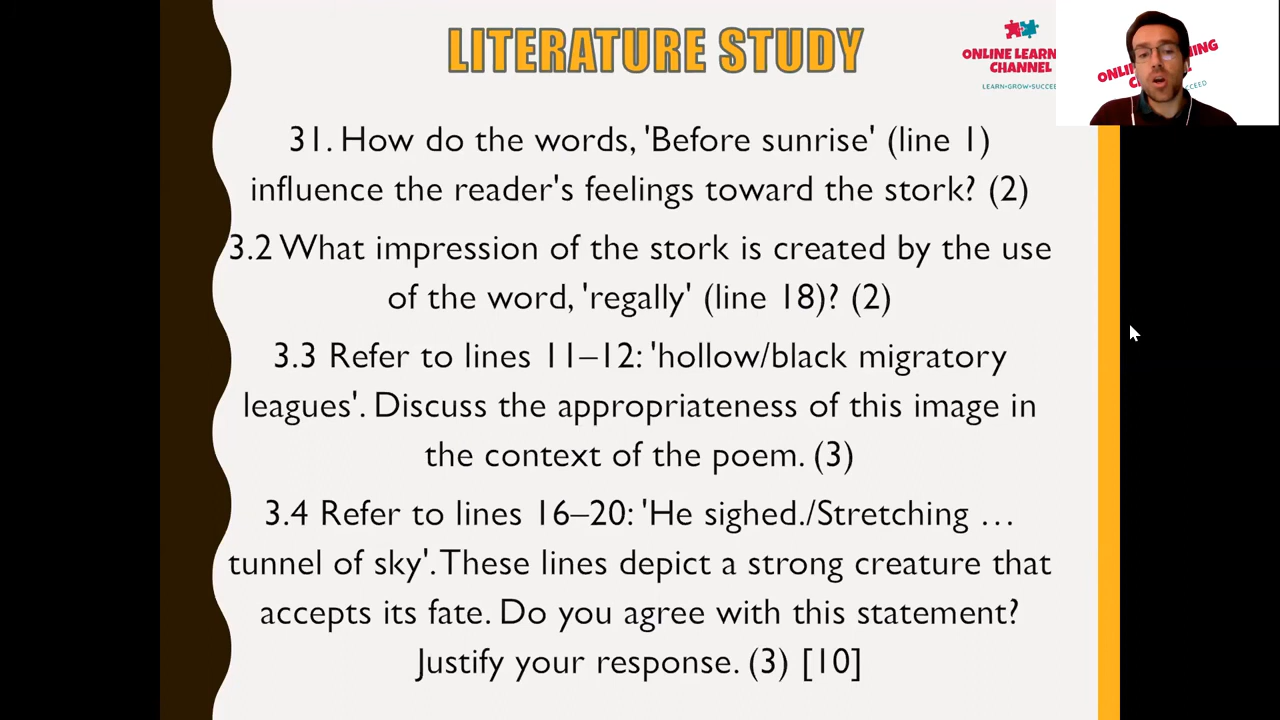 LITERATURE STUDY
ONLINE LEARN
CHANNEL
LEARN•GROW•SUCCEE
31. How do the words, 'Before sunrise' (line 1)
influence the reader's feelings toward the stork? (2)
3.2 What impression of the stork is created by the use
of the word, 'regally' (line 18)? (2)
3.3 Refer to lines 11–12: 'hollow/black migratory
leagues'. Discuss the appropriateness of this image in
the context of the poem. (3)
3.4 Refer to lines 16–20: 'He sighed./Stretching …
tunnel of sky'. These lines depict a strong creature that
accepts its fate. Do you agree with this statement?
Justify your response. (3) [10]